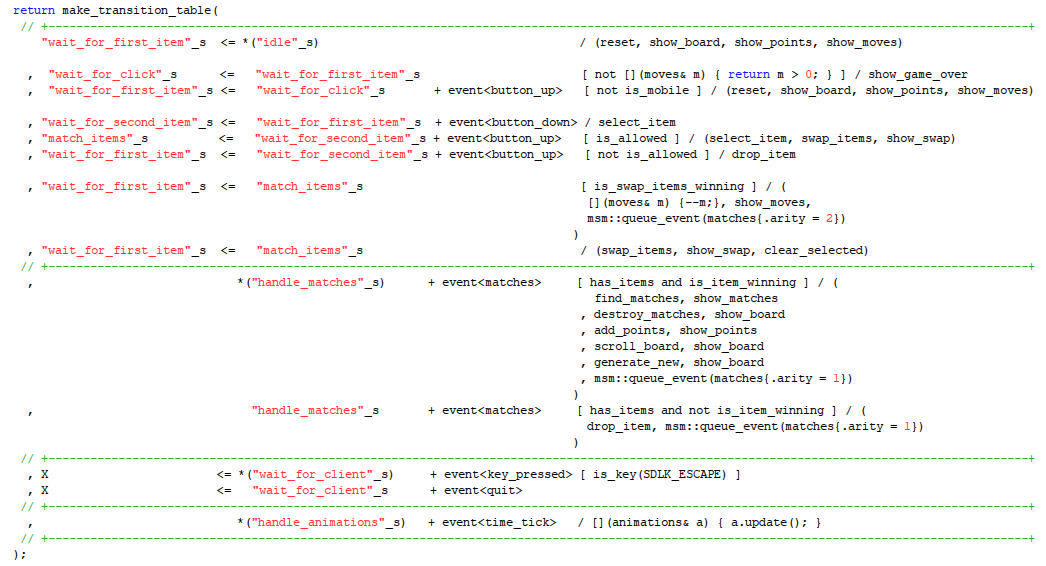 return make_transition_table(
// +-----------------------------------------------------------------------------------------------------------------------------+
"wait_for_first_item"_s <= *("idle"_s) / (reset, show_board, show_points, show_moves)
, "wait_for_click"_s <= "wait_for_first_item"_s [ not [](moves& m) { return m > 0; } ] / show_game_over
, "wait_for_first_item"_s <= "wait_for_click"_s + event<button_up> [ not is_mobile ] / (reset, show_board, show_points, show_moves)
, "wait_for_second_item"_s <= "wait_for_first_item"_s + event<button_down> / select_item
, "match_items"_s <= "wait_for_second_item"_s + event<button_up> [ is_allowed ] / (select_item, swap_items, show_swap)
, "wait_for_first_item"_s <= "wait_for_second_item"_s + event<button_up> [ not is_allowed ] / drop_item
, "wait_for_first_item"_s <= "match_items"_s [ is_swap_items_winning ] / (
[](moves& m) {--m;}, show_moves,
msm::queue_event(matches{.arity = 2})
)
, "wait_for_first_item"_s <= "match_items"_s / (swap_items, show_swap, clear_selected)
// +-----------------------------------------------------------------------------------------------------------------------------+
, *("handle_matches"_s) + event<matches> [ has_items and is_item_winning ] / (
find_matches, show_matches
, destroy_matches, show_board
, add_points, show_points
, scroll_board, show_board
, generate_new, show_board
, msm::queue_event(matches{.arity = 1})
)
, "handle_matches"_s + event<matches> [ has_items and not is_item_winning ] / (
drop_item, msm::queue_event(matches{.arity = 1})
)
// +-----------------------------------------------------------------------------------------------------------------------------+
, X <= *("wait_for_client"_s) + event<key_pressed> [ is_key(SDLK_ESCAPE) ]
, X <= "wait_for_client"_s + event<quit>
// +-----------------------------------------------------------------------------------------------------------------------------+
, *("handle_animations"_s) + event<time_tick> / [](animations& a) { a.update(); }
// +-----------------------------------------------------------------------------------------------------------------------------+
);